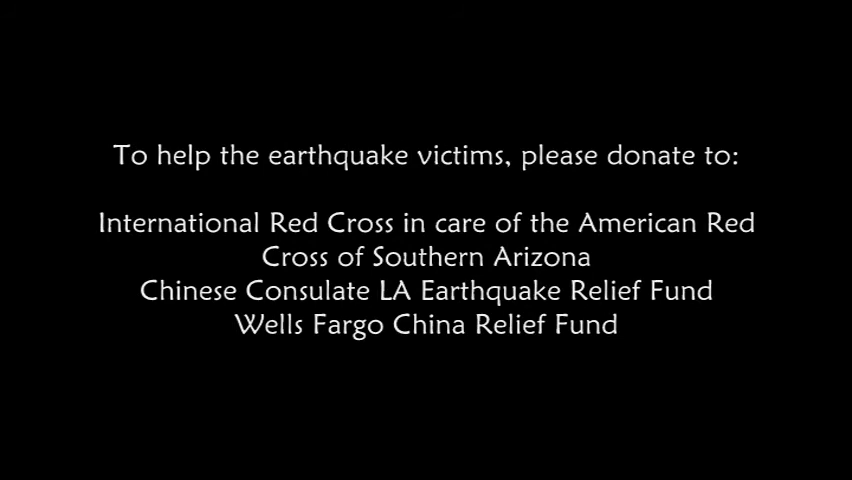 To help the earthquake victims, please donate to:
International Red Cross in care of the American Red
Cross of Southern Arizona
Chinese Consulate LA Earthquake Relief Fund
Wells Fargo China Relief Fund